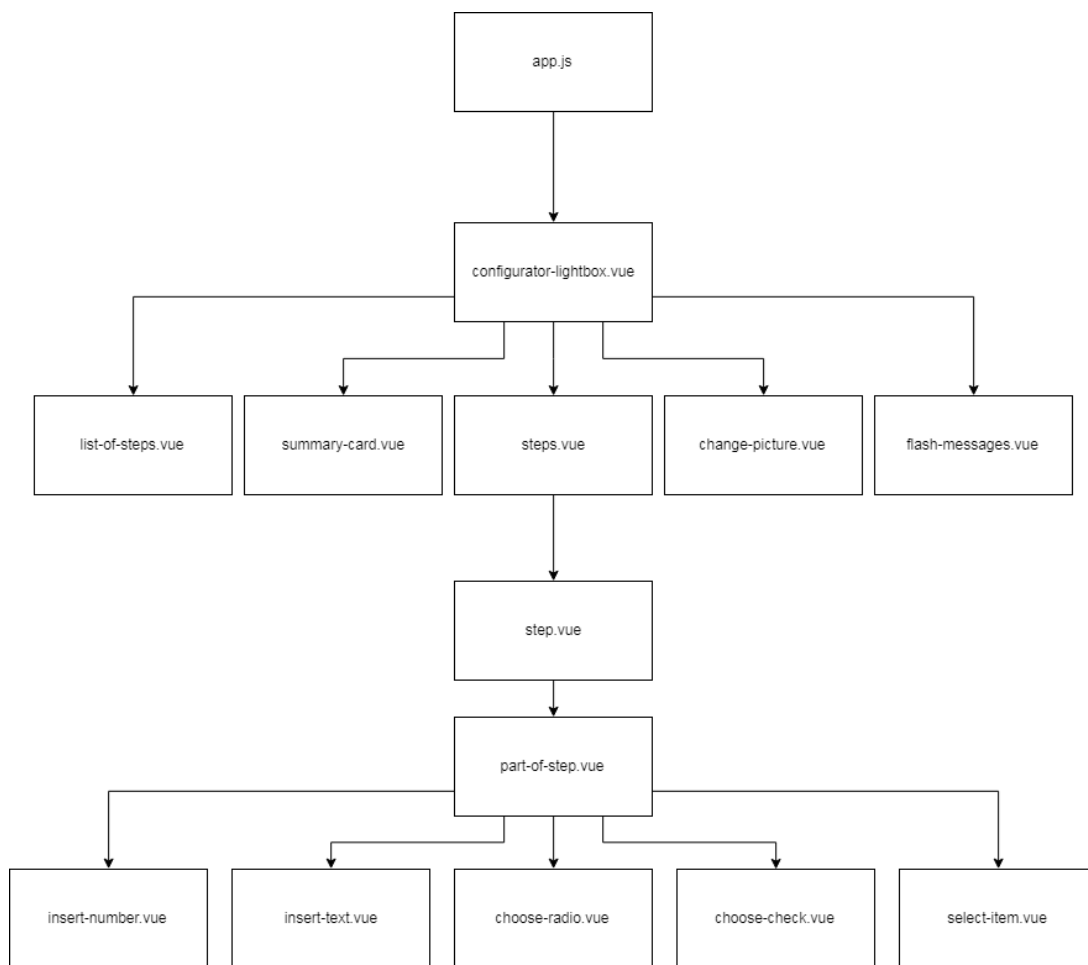 app.js
configurator-lightbox.vue
list-of-steps.vue
summary-card.vue
steps.vue
change-picture.vue
flash-messages.vue
step.vue
part-of-step.vue
insert-number.vue
insert-text.vue
choose-radio.vue
choose-check.vue
select-item.vue